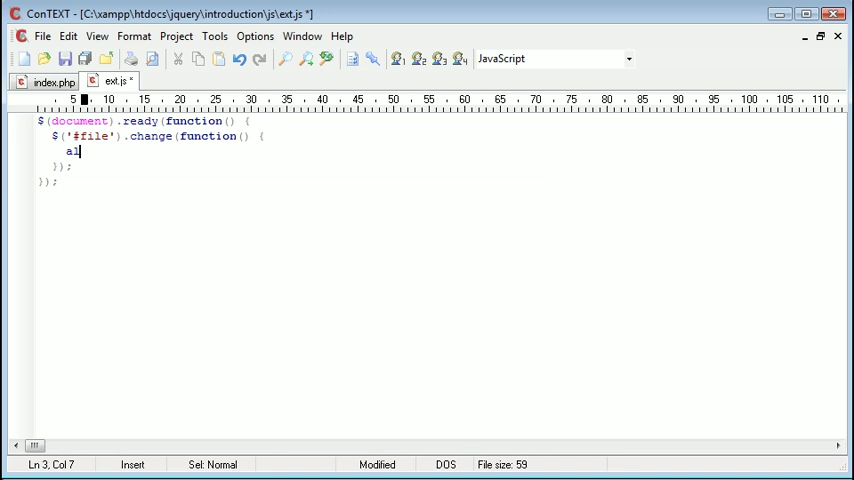 ConTEXT - [C:\xampp\htdocs\jquery\introduction\js\ext.js *]
File Edit View Format Project Tools Options Window Help
JavaScript
index.php ext.js *
5 10 15 20 25 30 35 40 45 50 55 60 65 70 75 80 85 90 95 100 105 110
$(document).ready(function() {
$('#file').change(function() {
al
});
});
Ln 3, Col 7 Insert Sel: Normal Modified DOS File size: 59